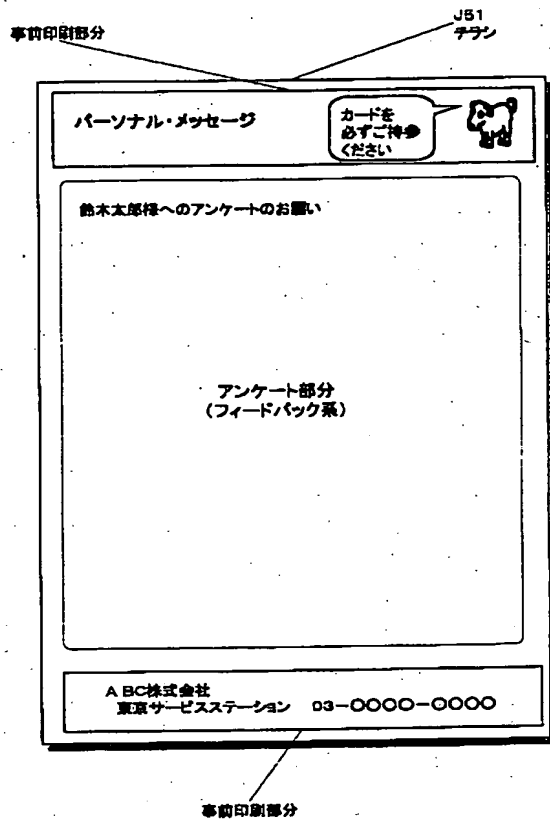 J51
チラシ
事前印刷部分
パーソナル・メッセージ
カードを
必ずご持参
ください
鈴木太郎様へのアンケートのお願い
アンケート部分
(フィードバック系)
ABC株式会社
東京サービスステーション 03-〇〇〇〇-〇〇〇〇
事前印刷部分